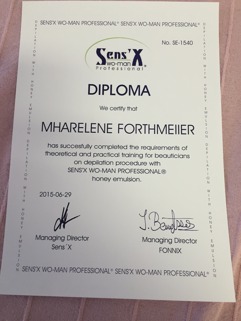 SENS'X WO-MAN PROFESSIONAL® SENS'X WO-MAN PROFESSIONAL®
No. SE-1540
Sens'X
wo-man
Professional
DIPLOMA
We certify that
MHARELENE FORTHMEIIER
has succesfully completed the requirements of
theoretical and practical training for beauticians
on depilation procedure with
SENS'X WO-MAN PROFESSIONAL®
honey emulsion.
2015-06-29
Managing Director
Sens´X
Managing Director
FONNIX
SENS'X WO-MAN PROFESSIONAL® SENS'X WO-MAN PROFESSIONAL®